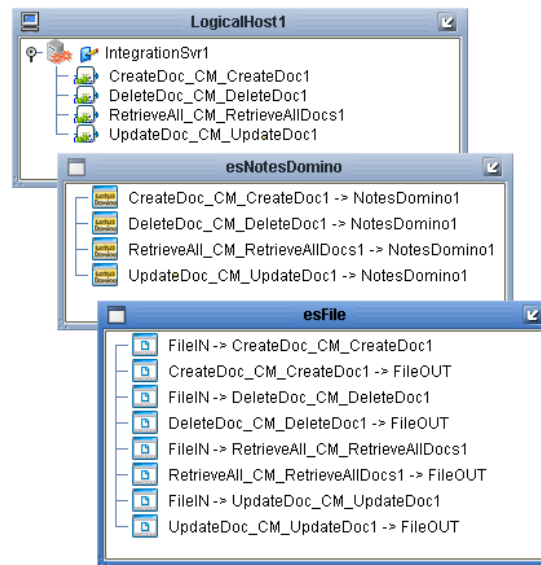 LogicalHost1
IntegrationSvr1
CreateDoc_CM_CreateDoc1
DeleteDoc_CM_DeleteDoc1
RetrieveAll_CM_RetrieveAllDocs1
UpdateDoc_CM_UpdateDoc1
esNotesDomino
CreateDoc_CM_CreateDoc1 -> NotesDomino1
DeleteDoc_CM_DeleteDoc1 -> NotesDomino1
RetrieveAll_CM_RetrieveAllDocs1 -> NotesDomino1
UpdateDoc_CM_UpdateDoc1 -> NotesDomino1
esFile
FileIN -> CreateDoc_CM_CreateDoc1
CreateDoc_CM_CreateDoc1 -> FileOUT
FileIN -> DeleteDoc_CM_DeleteDoc1
DeleteDoc_CM_DeleteDoc1 -> FileOUT
FileIN -> RetrieveAll_CM_RetrieveAllDocs1
RetrieveAll_CM_RetrieveAllDocs1 -> FileOUT
FileIN -> UpdateDoc_CM_UpdateDoc1
UpdateDoc_CM_UpdateDoc1 -> FileOUT